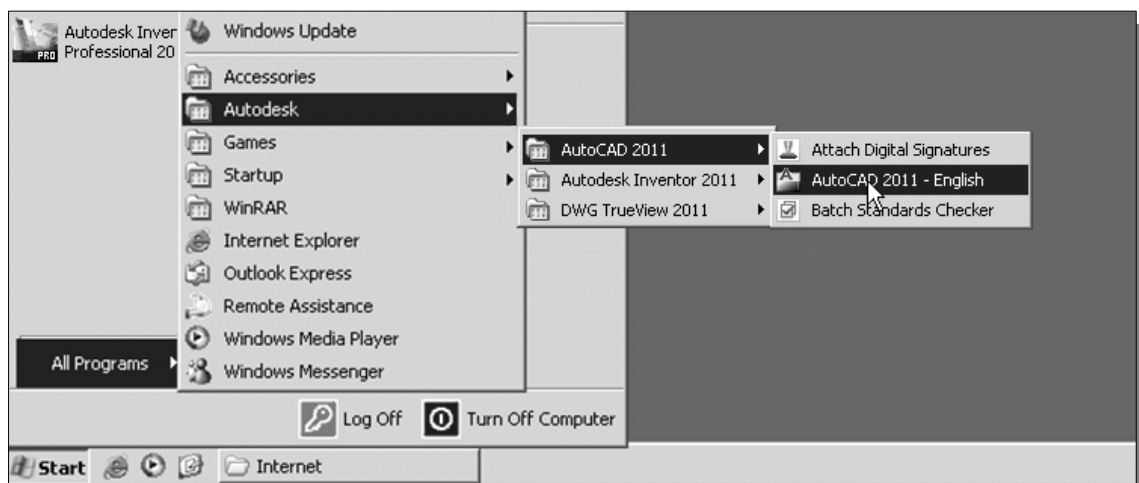 Autodesk Inver
PRO Professional 20
Windows Update
Accessories
Autodesk
Games
Startup
WinRAR
Internet Explorer
Outlook Express
Remote Assistance
Windows Media Player
Windows Messenger
AutoCAD 2011
Autodesk Inventor 2011
DWG TrueView 2011
Attach Digital Signatures
AutoCAD 2011 - English
Batch Standards Checker
All Programs
Log Off
Turn Off Computer
Start
Internet